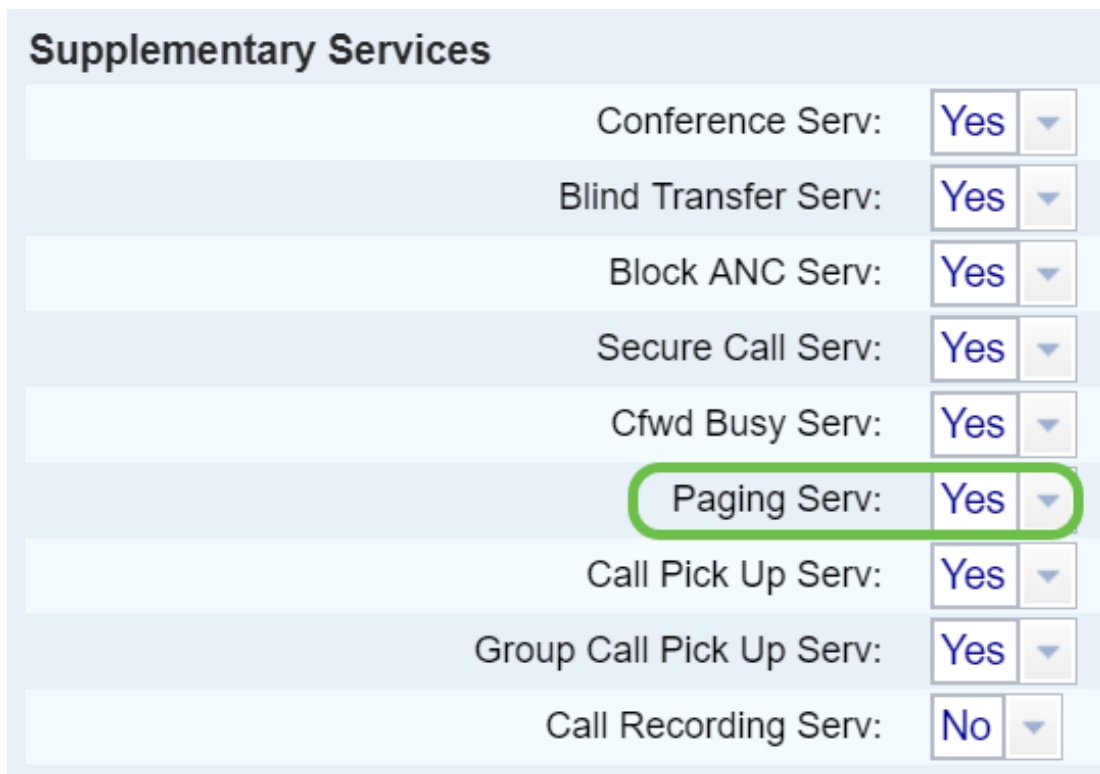 Supplementary Services
Conference Serv: Yes
Blind Transfer Serv: Yes
Block ANC Serv: Yes
Secure Call Serv: Yes
Cfwd Busy Serv: Yes
Paging Serv: Yes
Call Pick Up Serv: Yes
Group Call Pick Up Serv: Yes
Call Recording Serv: No